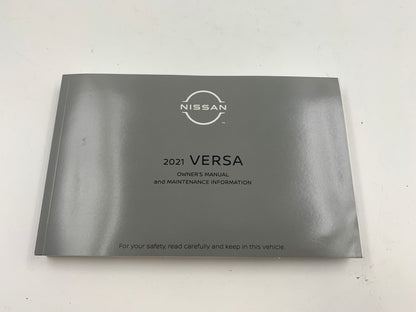 NISSAN
2021 VERSA
OWNER'S MANUAL
and MAINTENANCE INFORMATION
For your safety, read carefully and keep in this vehicle.